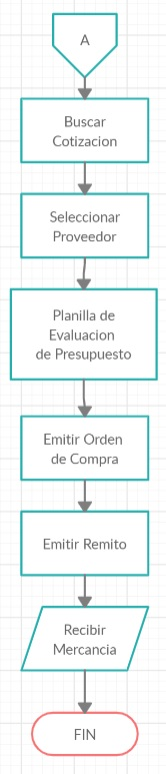 A
Buscar
Cotizacion
Seleccionar
Proveedor
Planilla de
Evaluacion
de Presupuesto
Emitir Orden
de Compra
Emitir Remito
Recibir
Mercancia
FIN